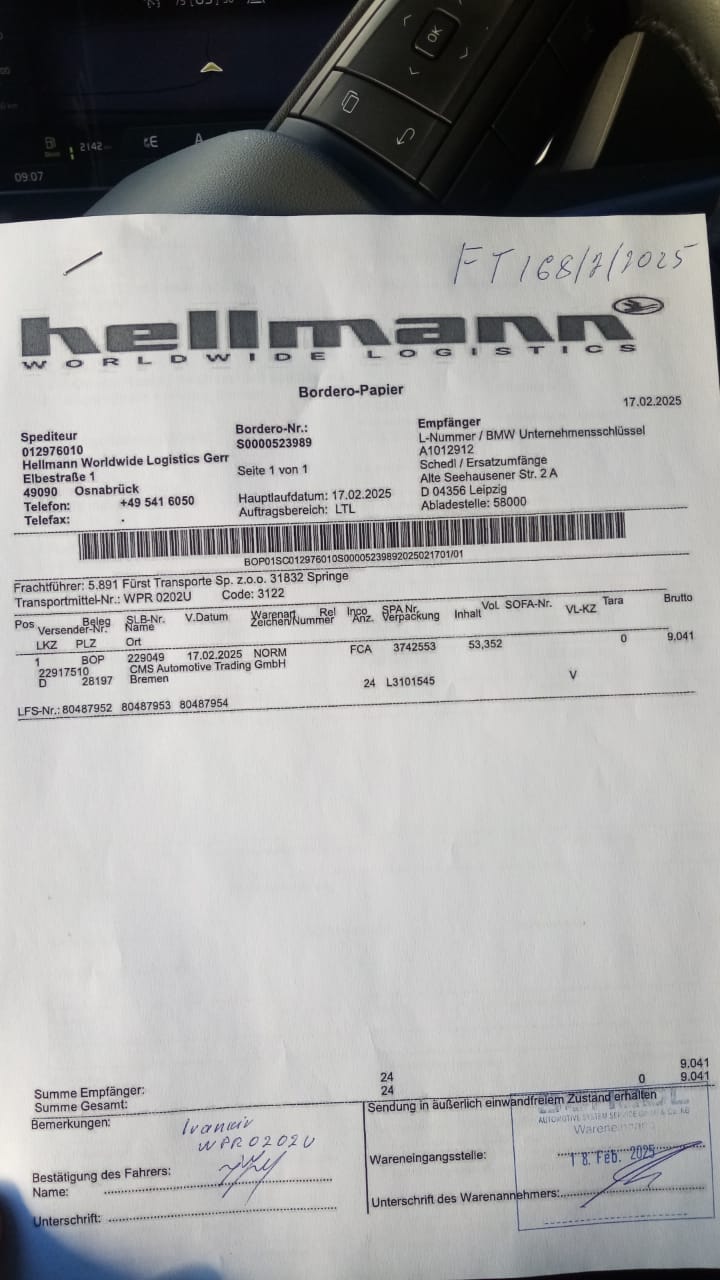 OK
2142
E
A
09:07
FT168/2/2025
hellmann
WORLDWIDE LOGISTICS
Bordero-Papier
17.02.2025
Spediteur
012976010
Hellmann Worldwide Logistics Gerr
Elbestraße 1
49090 Osnabrück
Telefon: +49 541 6050
Telefax: .
Bordero-Nr.:
S0000523989
Seite 1 von 1
Hauptlaufdatum: 17.02.2025
Auftragsbereich: LTL
Empfänger
L-Nummer / BMW Unternehmensschlüssel
A1012912
Schedl / Ersatzumfänge
Alte Seehausener Str. 2 A
D 04356 Leipzig
Abladestelle: 58000
BOP01SC012976010S00005239892025021701/01
Frachtführer: 5.891 Fürst Transporte Sp. z.o.o. 31832 Springe
Transportmittel-Nr.: WPR 0202U Code: 3122
Pos Beleg SLB-Nr. V.Datum Warenart Rel Inco SPA Nr. Inhalt Vol. SOFA-Nr. VL-KZ Tara Brutto
Versender-Nr. Name Zeichen/Nummer Anz. Verpackung
LKZ PLZ Ort
1 BOP 229049 17.02.2025 NORM FCA 3742553 53,352 0 9,041
22917510 CMS Automotive Trading GmbH
D 28197 Bremen 24 L3101545 V
LFS-Nr.: 80487952 80487953 80487954
Summe Empfänger: 24 9,041
Summe Gesamt: 24 0 9,041
Bemerkungen:
WPR0202U
Bestätigung des Fahrers:
Name:
Unterschrift:
Sendung in äußerlich einwandfreiem Zustand erhalten
Wareneingangsstelle:
18. Feb. 2025
Unterschrift des Warenannehmers: